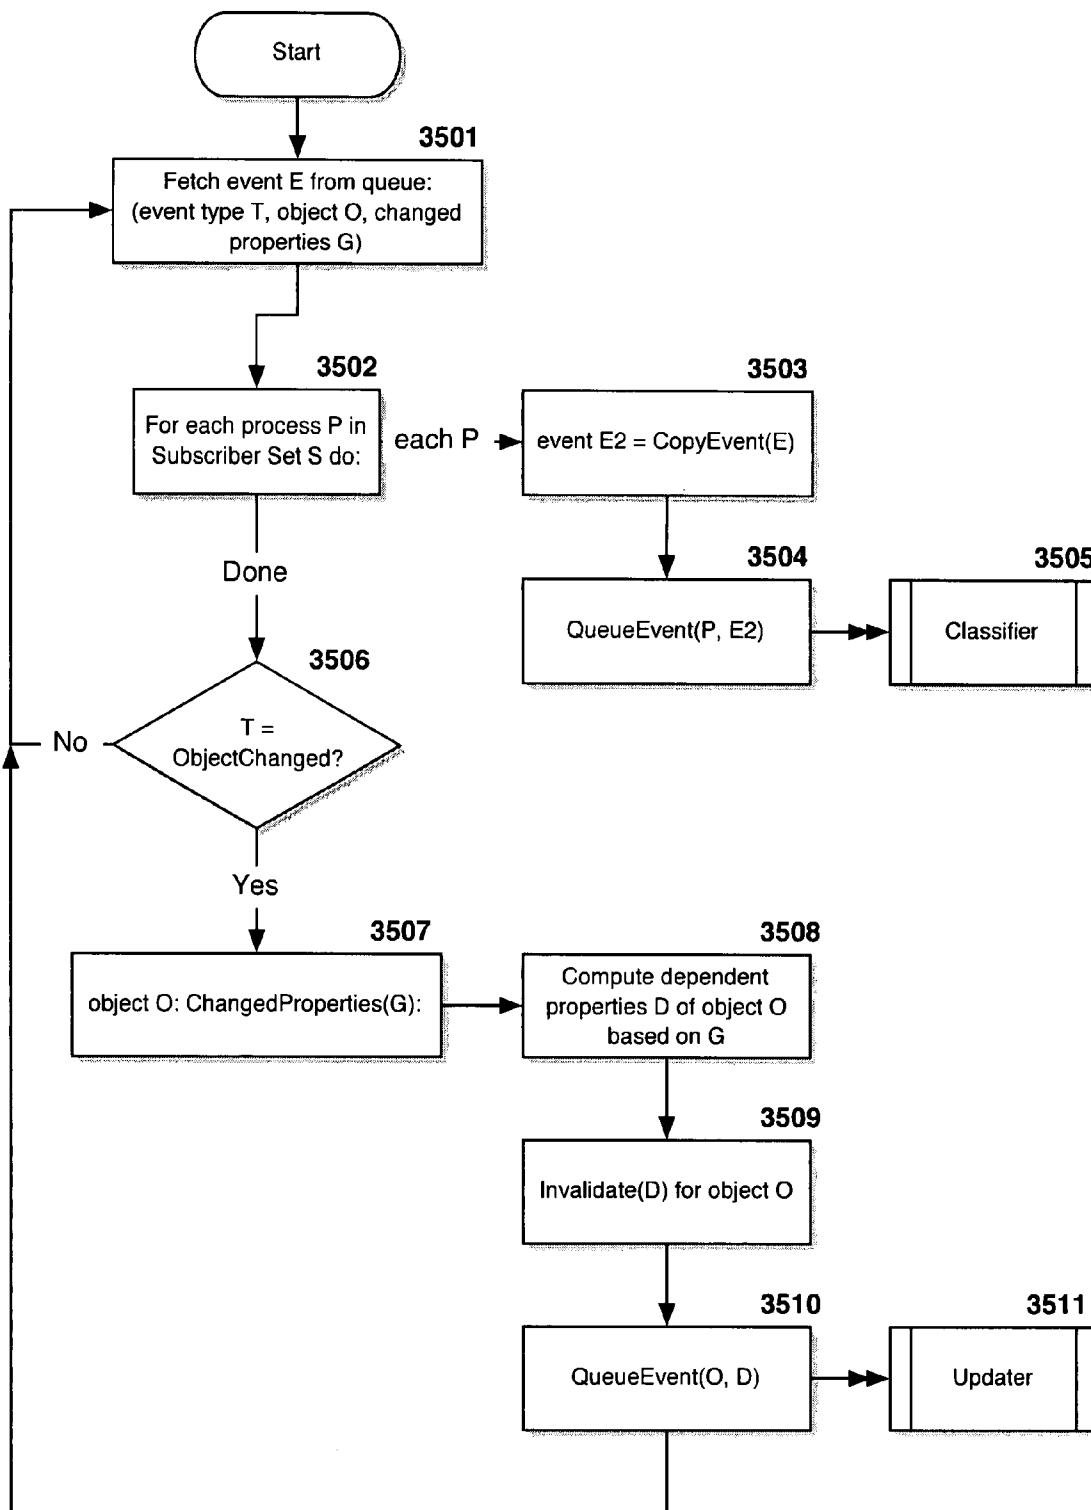 Start
3501
Fetch event E from queue:
(event type T, object O, changed
properties G)
3502
For each process P in
Subscriber Set S do:
each P
3503
event E2 = CopyEvent(E)
3504
QueueEvent(P, E2)
3505
Classifier
Done
3506
T =
ObjectChanged?
No
Yes
3507
object O: ChangedProperties(G):
3508
Compute dependent
properties D of object O
based on G
3509
Invalidate(D) for object O
3510
QueueEvent(O, D)
3511
Updater